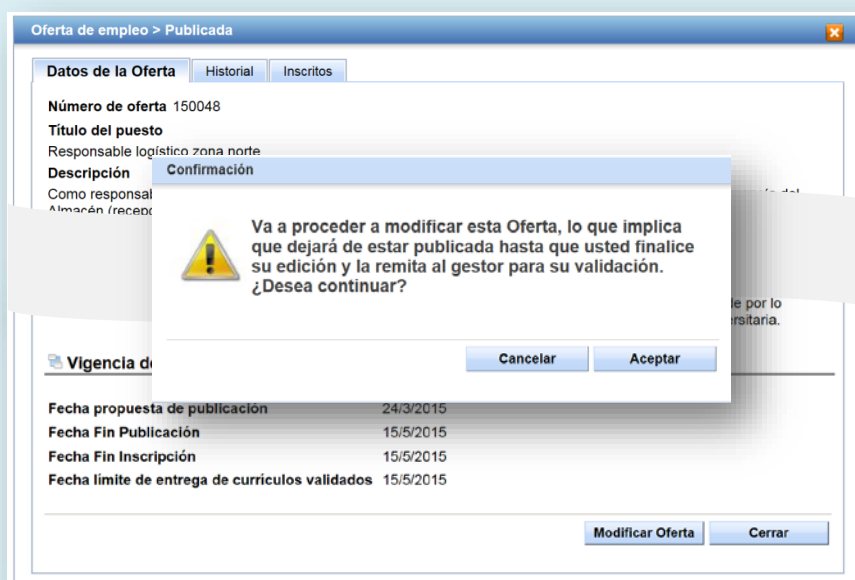 Oferta de empleo > Publicada
Datos de la Oferta Historial Inscritos
Número de oferta 150048
Título del puesto
Responsable logístico zona norte
Descripción
Como responsal
Almacén (recepc
Confirmación
Va a proceder a modificar esta Oferta, lo que implica
que dejará de estar publicada hasta que usted finalice
su edición y la remita al gestor para su validación.
¿Desea continuar?
Cancelar Aceptar
por lo
Vigencia
Fecha propuesta de publicación 24/3/2015
Fecha Fin Publicación 15/5/2015
Fecha Fin Inscripción 15/5/2015
Fecha límite de entrega de currículos validados 15/5/2015
Modificar Oferta Cerrar